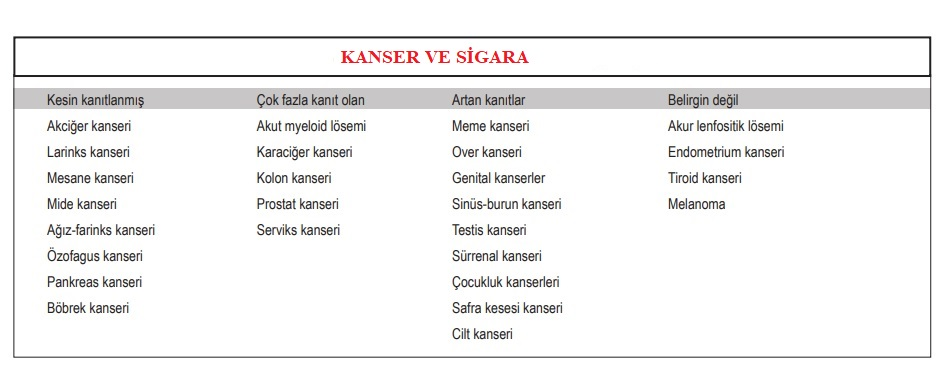 KANSER VE SİGARA
Kesin kanıtlanmış Çok fazla kanıt olan Artan kanıtlar Belirgin değil
Akciğer kanseri Akut myeloid lösemi Meme kanseri Akur lenfositik lösemi
Larinks kanseri Karaciğer kanseri Over kanseri Endometrium kanseri
Mesane kanseri Kolon kanseri Genital kanserler Tiroid kanseri
Mide kanseri Prostat kanseri Sinüs-burun kanseri Melanoma
Ağız-farinks kanseri Serviks kanseri Testis kanseri
Özofagus kanseri Sürrenal kanseri
Pankreas kanseri Çocukluk kanserleri
Böbrek kanseri Safra kesesi kanseri
Cilt kanseri